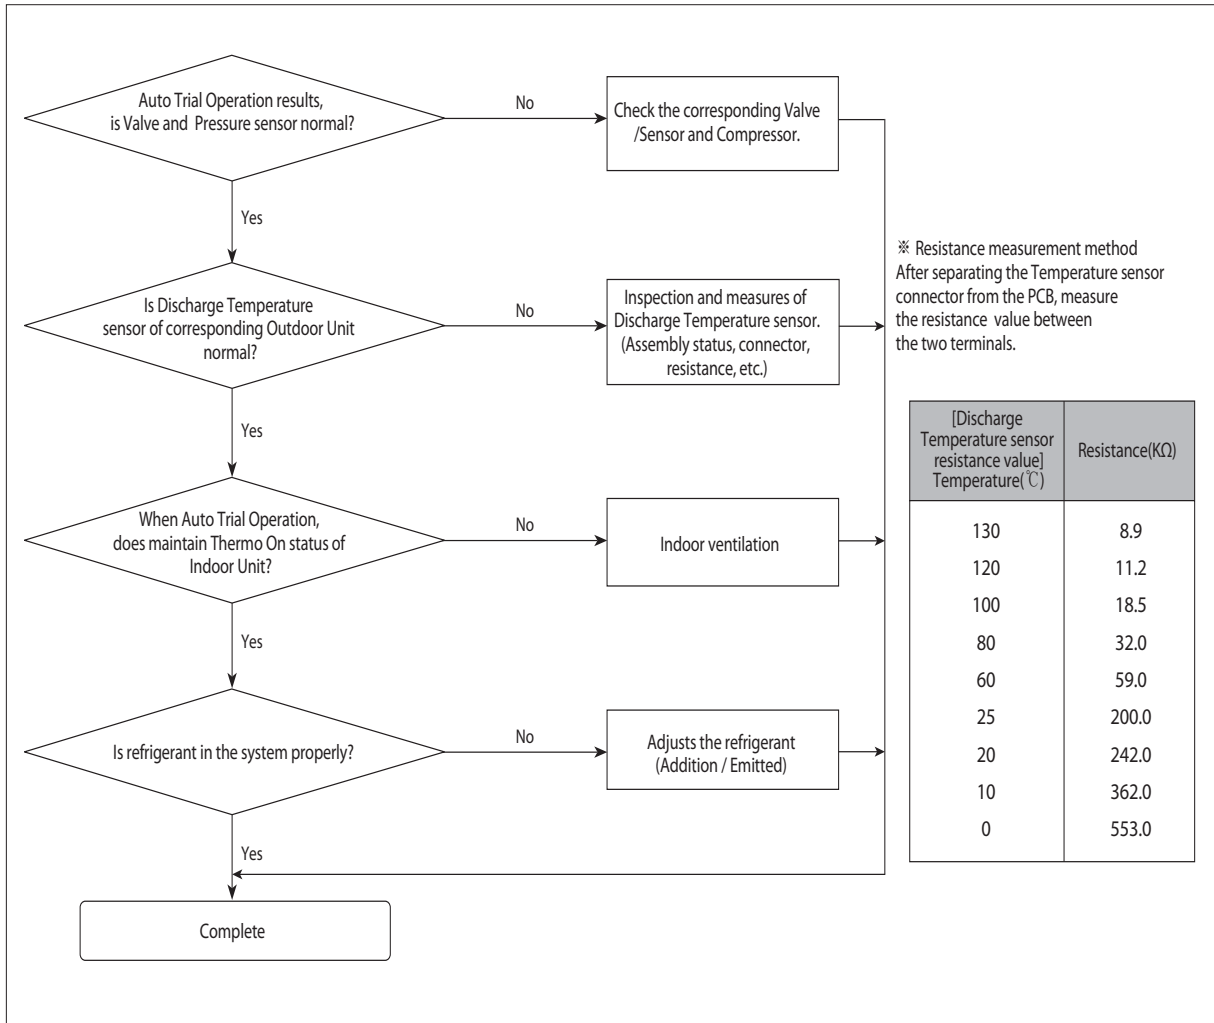 Auto Trial Operation results,
is Valve and Pressure sensor normal?
No
Check the corresponding Valve
/Sensor and Compressor.
Yes
Is Discharge Temperature
sensor of corresponding Outdoor Unit
normal?
No
Inspection and measures of
Discharge Temperature sensor.
(Assembly status, connector,
resistance, etc.)
Yes
When Auto Trial Operation,
does maintain Thermo On status of
Indoor Unit?
No
Indoor ventilation
Yes
Is refrigerant in the system properly?
No
Adjusts the refrigerant
(Addition / Emitted)
Yes
Complete
※ Resistance measurement method
After separating the Temperature sensor
connector from the PCB, measure
the resistance value between
the two terminals.
[Discharge
Temperature sensor
resistance value]
Temperature(℃)
Resistance(KΩ)
130 8.9
120 11.2
100 18.5
80 32.0
60 59.0
25 200.0
20 242.0
10 362.0
0 553.0